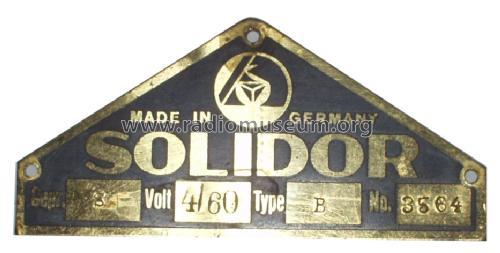 MADE IN GERMANY
www.radiomuseum.org
SOLIDOR
Volt 4/60 Type B No. 3564